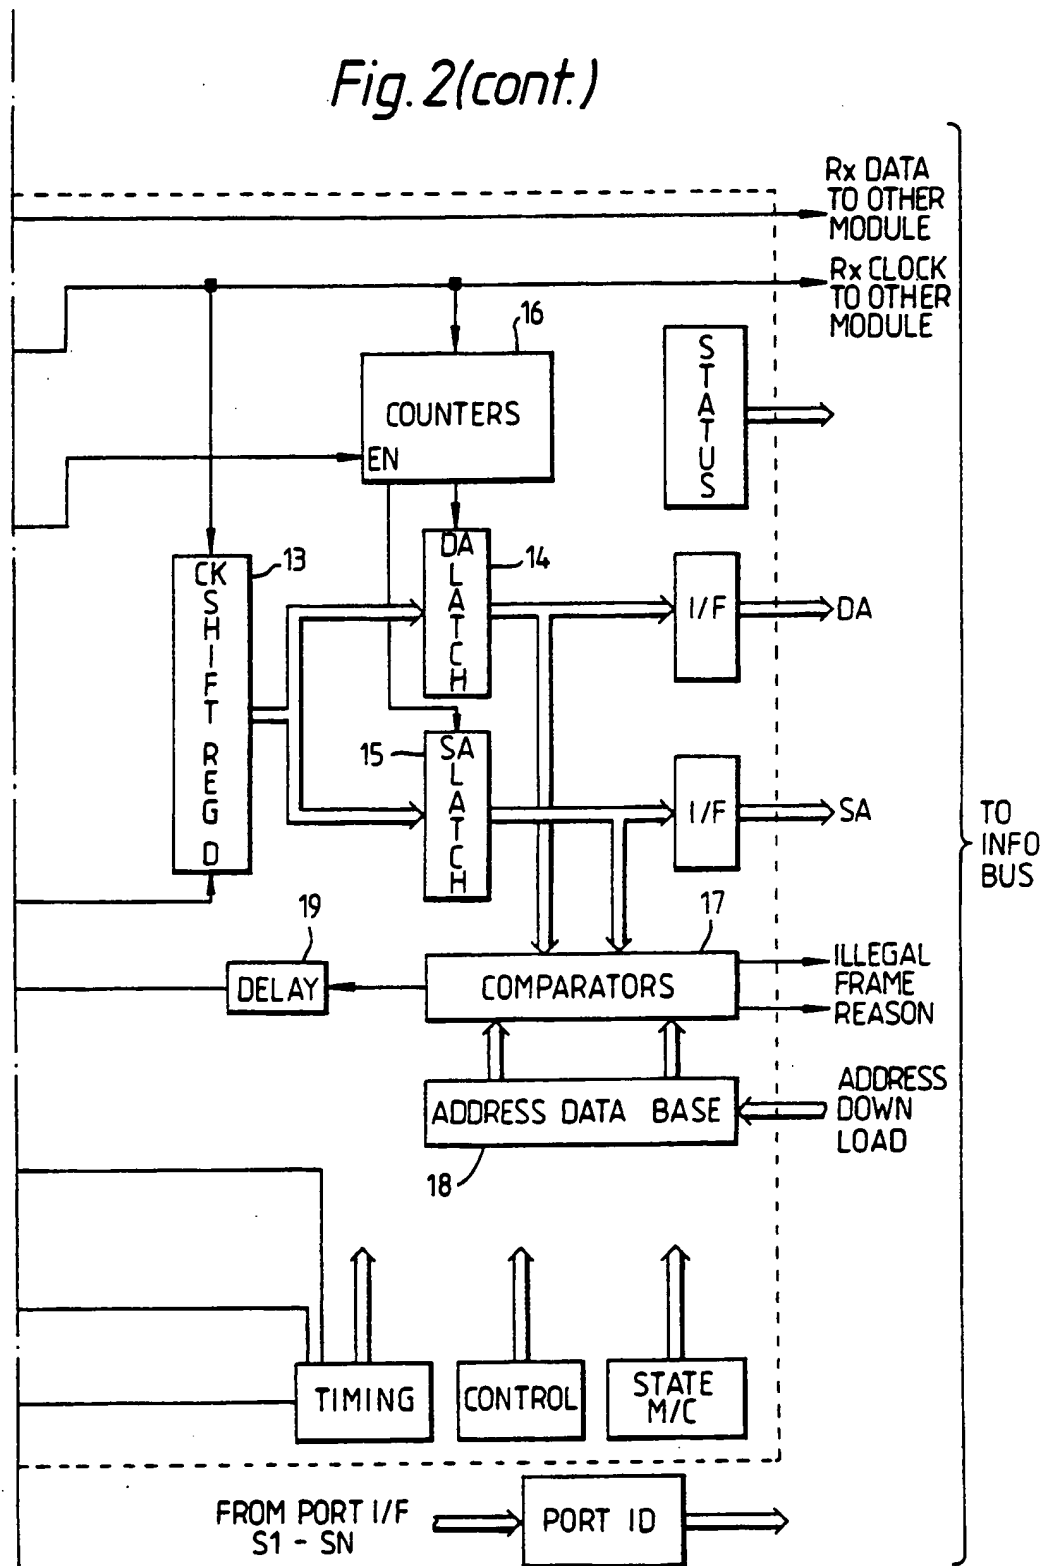 Fig. 2(cont.)
Rx DATA
TO OTHER
MODULE
Rx CLOCK
TO OTHER
MODULE
16
COUNTERS
EN
STATUS
13
CK
SHIFT REG D
DA
LATCH
14
I/F
DA
15
SA
LATCH
I/F
SA
TO
INFO
BUS
19
DELAY
17
COMPARATORS
ILLEGAL
FRAME
REASON
ADDRESS DATA BASE
18
ADDRESS
DOWN
LOAD
TIMING
CONTROL
STATE
M/C
FROM PORT I/F
S1 - SN
PORT ID